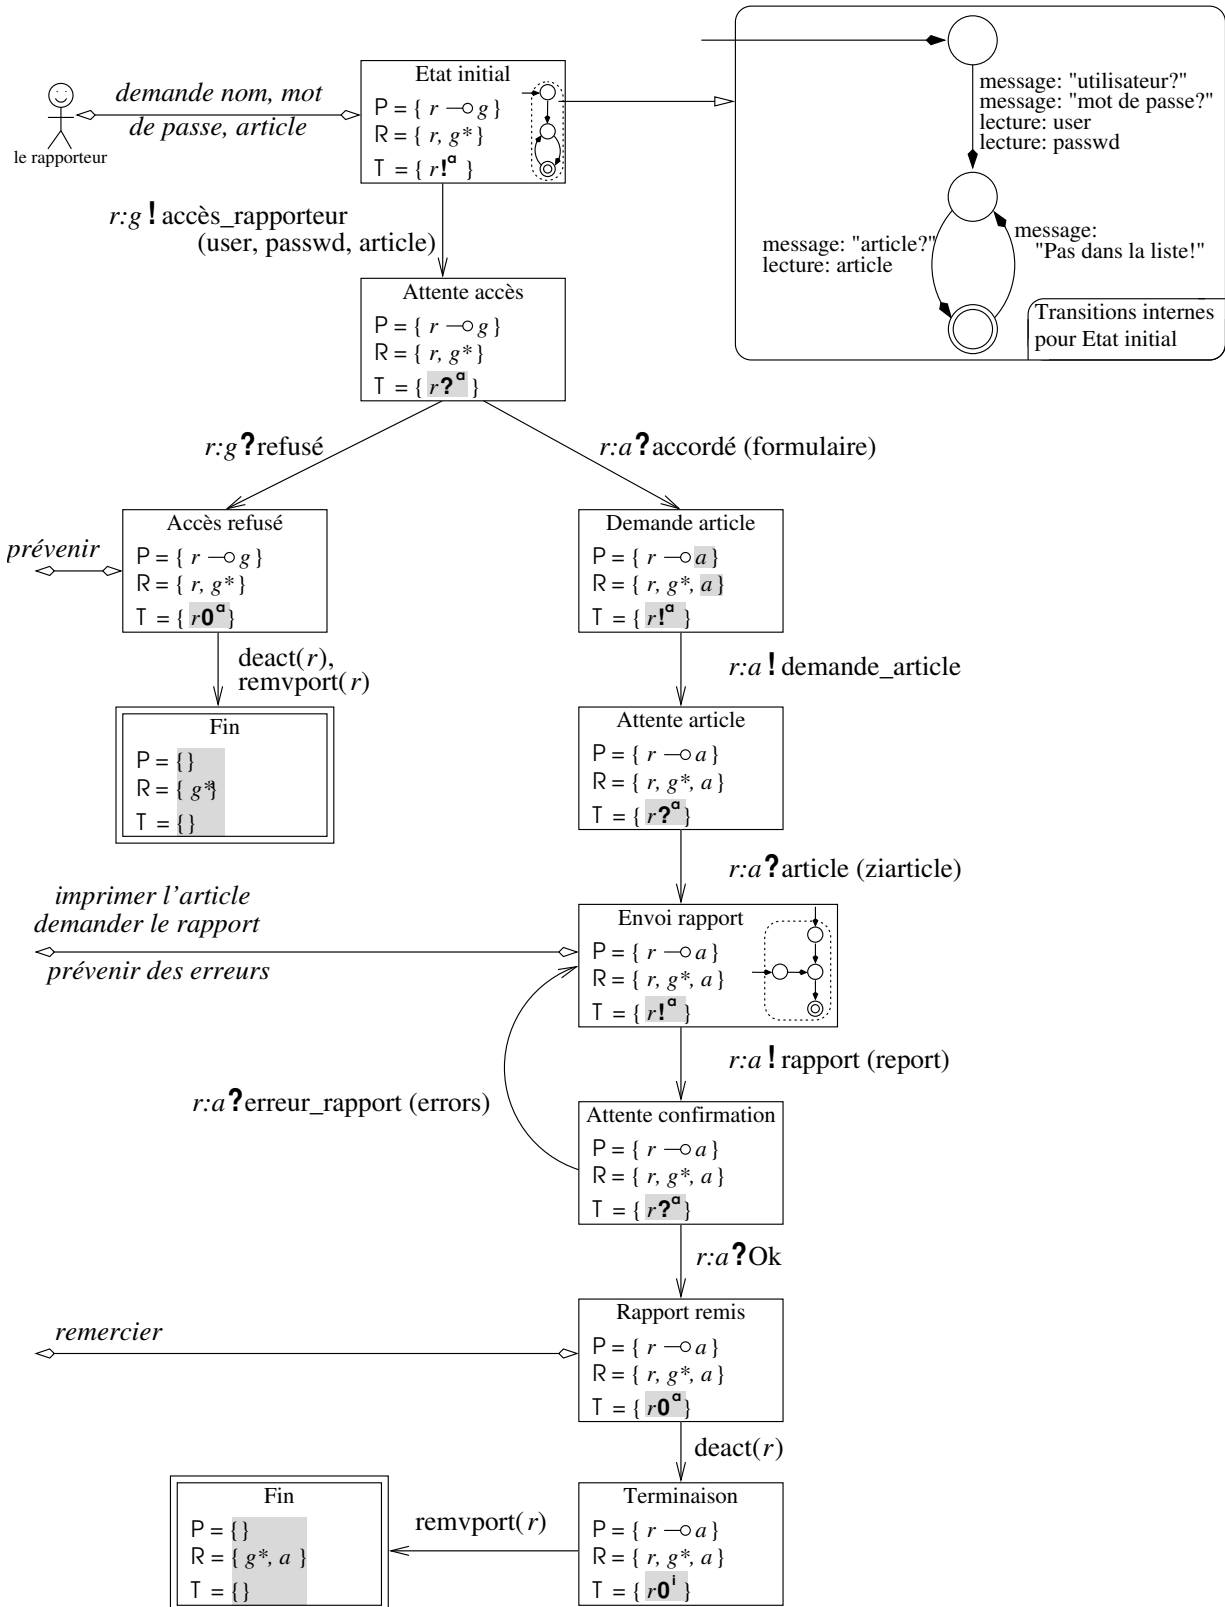 Etat initial
P = { r —o g }
R = { r, g* }
T = { r!ª }
demande nom, mot
de passe, article
le rapporteur
message: "utilisateur?"
message: "mot de passe?"
lecture: user
lecture: passwd
message: "article?"
lecture: article
message:
"Pas dans la liste!"
Transitions internes
pour Etat initial
r:g ! accès_rapporteur
(user, passwd, article)
Attente accès
P = { r —o g }
R = { r, g* }
T = { r?ª }
r:g ? refusé
r:a ? accordé (formulaire)
Accès refusé
P = { r —o g }
R = { r, g* }
T = { r0ª }
prévenir
Demande article
P = { r —o a }
R = { r, g*, a }
T = { r!ª }
deact(r),
remvport(r)
r:a ! demande_article
Fin
P = {}
R = { g* }
T = {}
Attente article
P = { r —o a }
R = { r, g*, a }
T = { r?ª }
r:a ? article (ziarticle)
imprimer l'article
demander le rapport
prévenir des erreurs
Envoi rapport
P = { r —o a }
R = { r, g*, a }
T = { r!ª }
r:a ! rapport (report)
r:a ? erreur_rapport (errors)
Attente confirmation
P = { r —o a }
R = { r, g*, a }
T = { r?ª }
r:a ? Ok
remercier
Rapport remis
P = { r —o a }
R = { r, g*, a }
T = { r0ª }
deact(r)
Terminaison
P = { r —o a }
R = { r, g*, a }
T = { r0ⁱ }
remvport(r)
Fin
P = {}
R = { g*, a }
T = {}